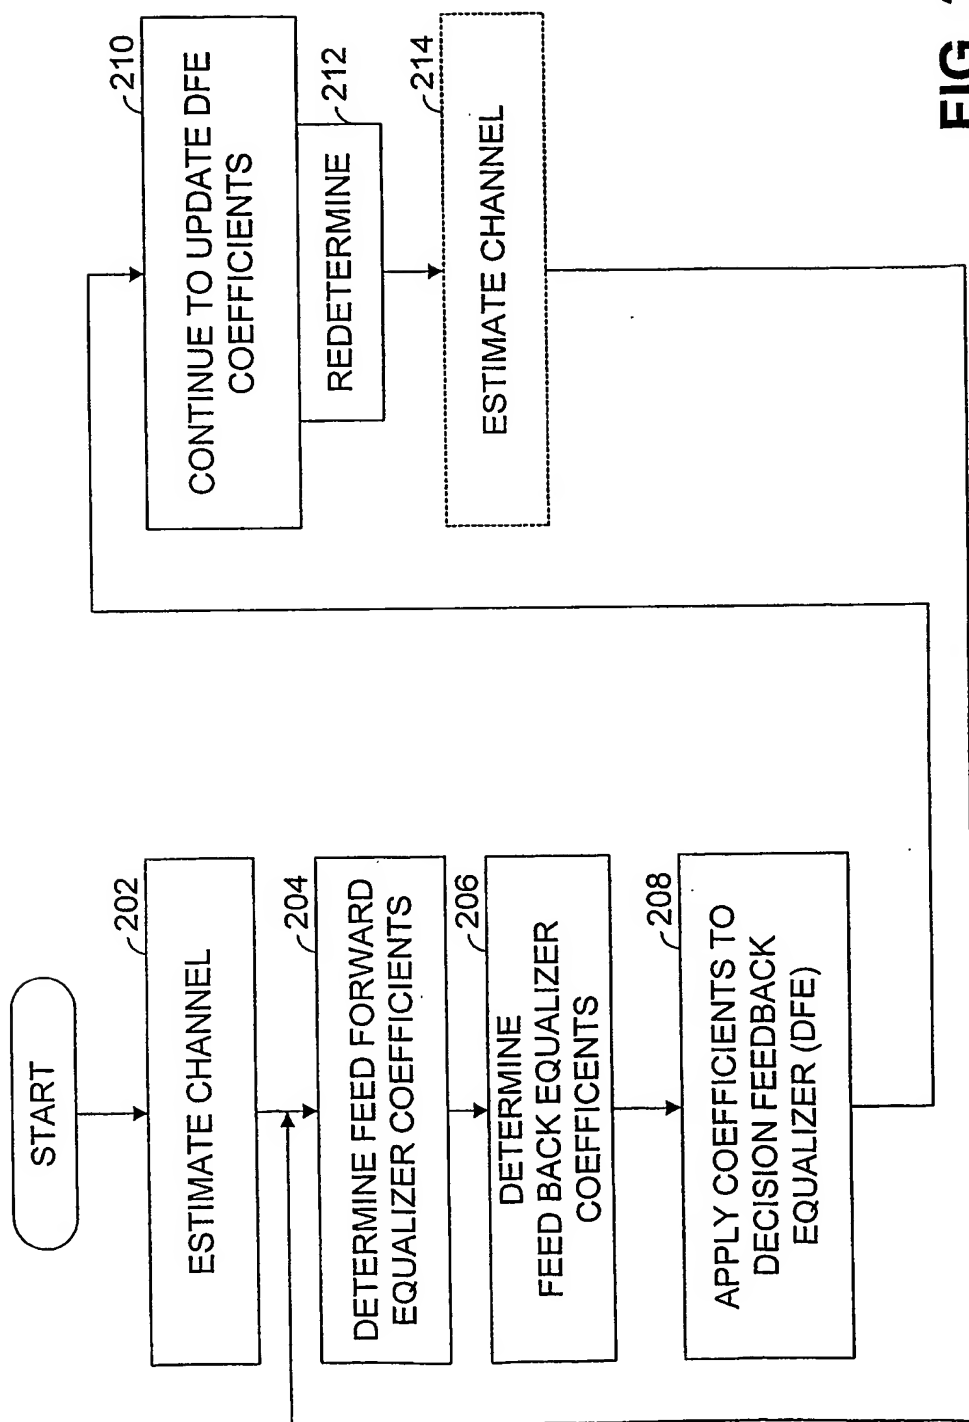 START
ESTIMATE CHANNEL
202
DETERMINE FEED FORWARD
EQUALIZER COEFFICIENTS
204
DETERMINE
FEED BACK EQUALIZER
COEFFICENTS
206
APPLY COEFFICIENTS TO
DECISION FEEDBACK
EQUALIZER (DFE)
208
CONTINUE TO UPDATE DFE
COEFFICIENTS
210
REDETERMINE
212
ESTIMATE CHANNEL
214
FIG.